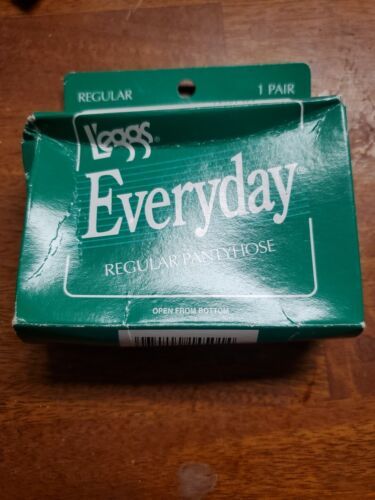 REGULAR 1 PAIR
L'eggs®
Everyday®
REGULAR PANTYHOSE
OPEN FROM BOTTOM